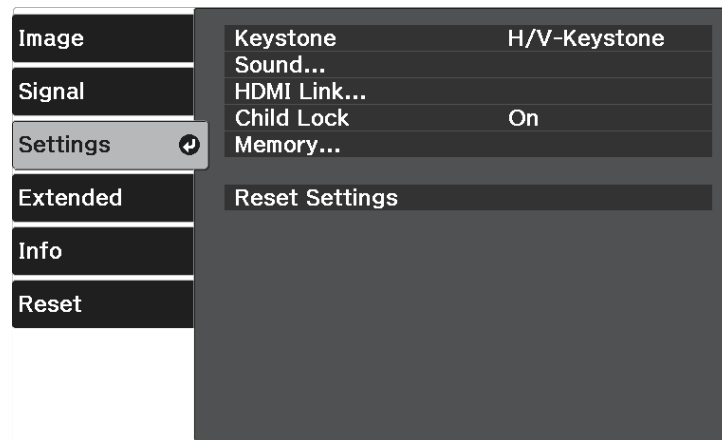 Image
Signal
Settings
Extended
Info
Reset
Keystone H/V-Keystone
Sound...
HDMI Link...
Child Lock On
Memory...
Reset Settings